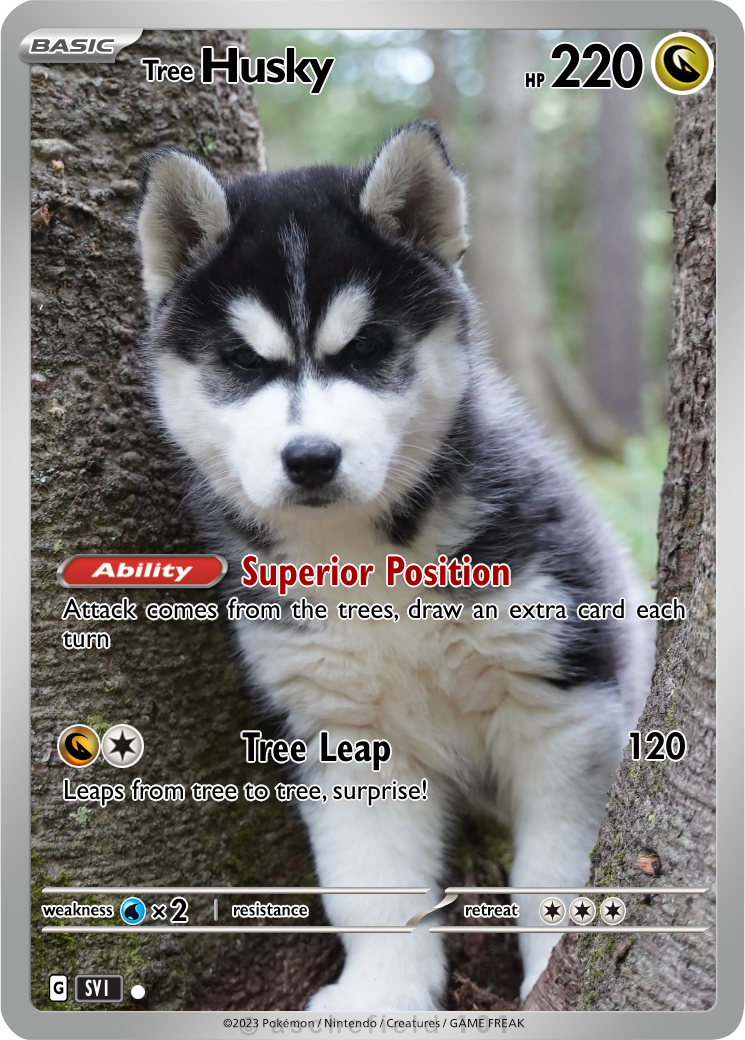 BASIC
Tree Husky
HP 220
Ability Superior Position
Attack comes from the trees, draw an extra card each
turn
Tree Leap 120
Leaps from tree to tree, surprise!
weakness ×2 | resistance retreat
G SVI
©2023 Pokémon / Nintendo / Creatures / GAME FREAK